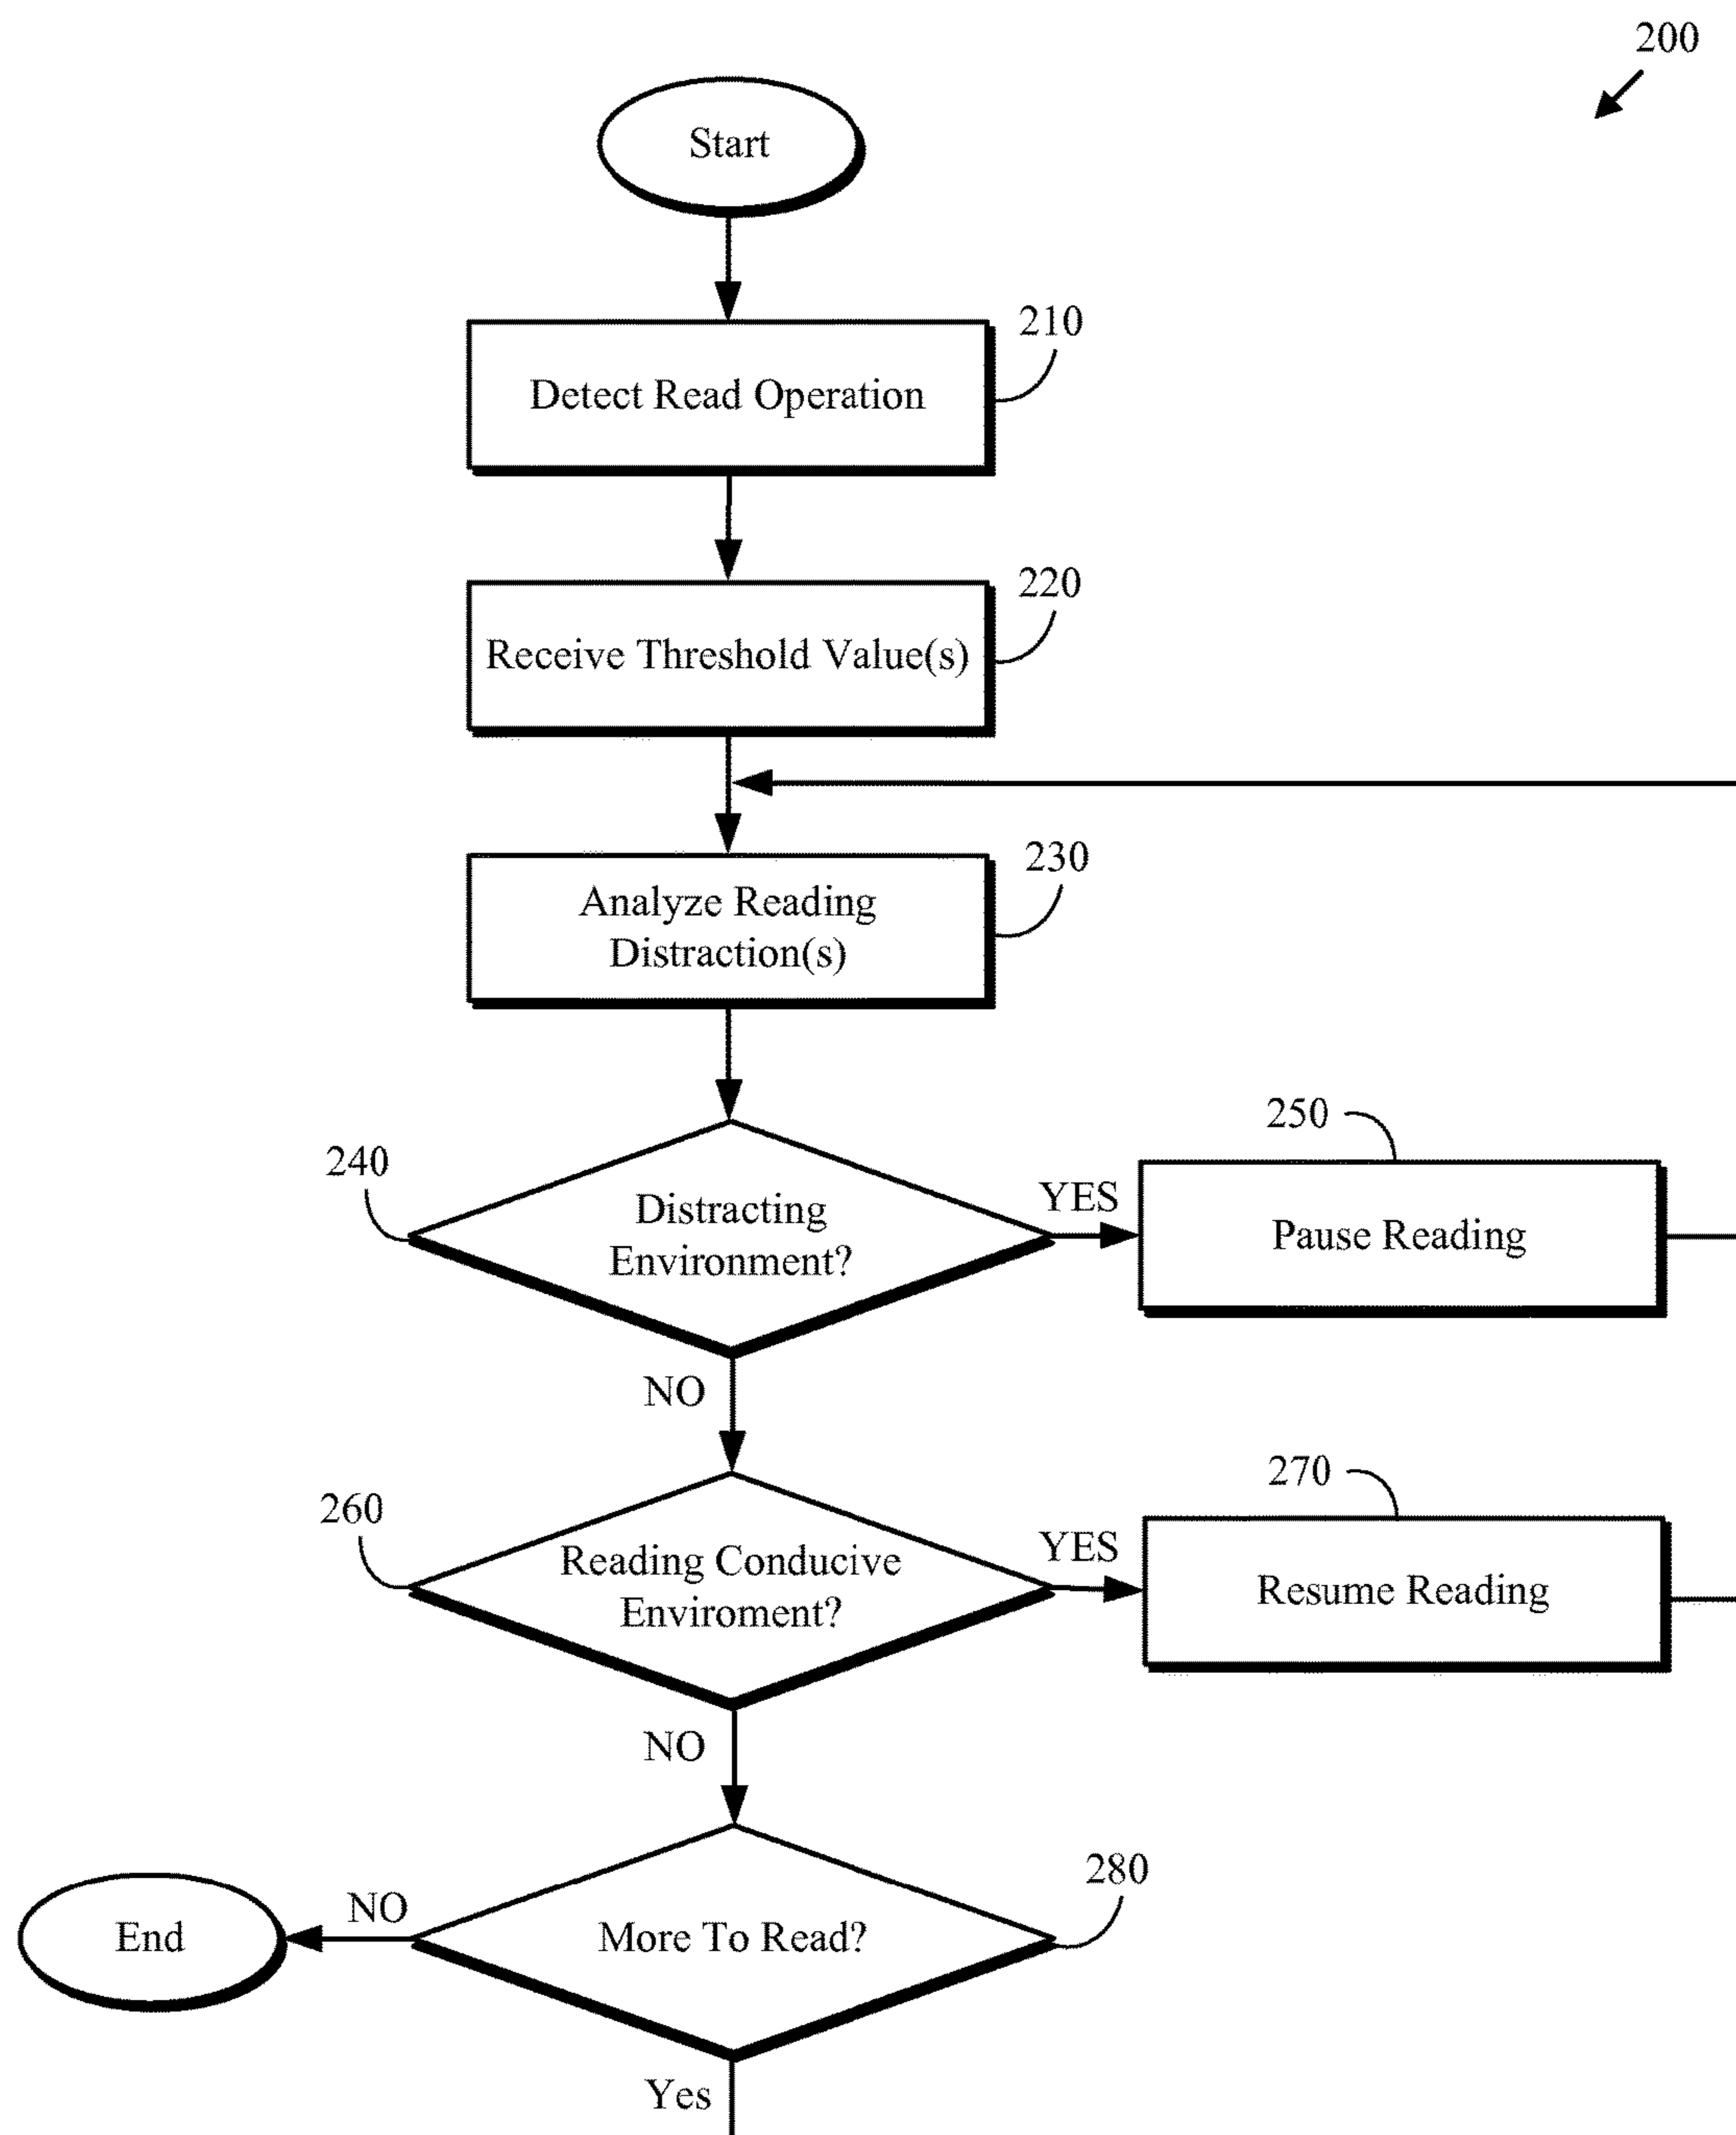 200
Start
210
Detect Read Operation
220
Receive Threshold Value(s)
230
Analyze Reading
Distraction(s)
240
Distracting
Environment?
YES
250
Pause Reading
NO
260
Reading Conducive
Enviroment?
YES
270
Resume Reading
NO
280
More To Read?
NO
End
Yes